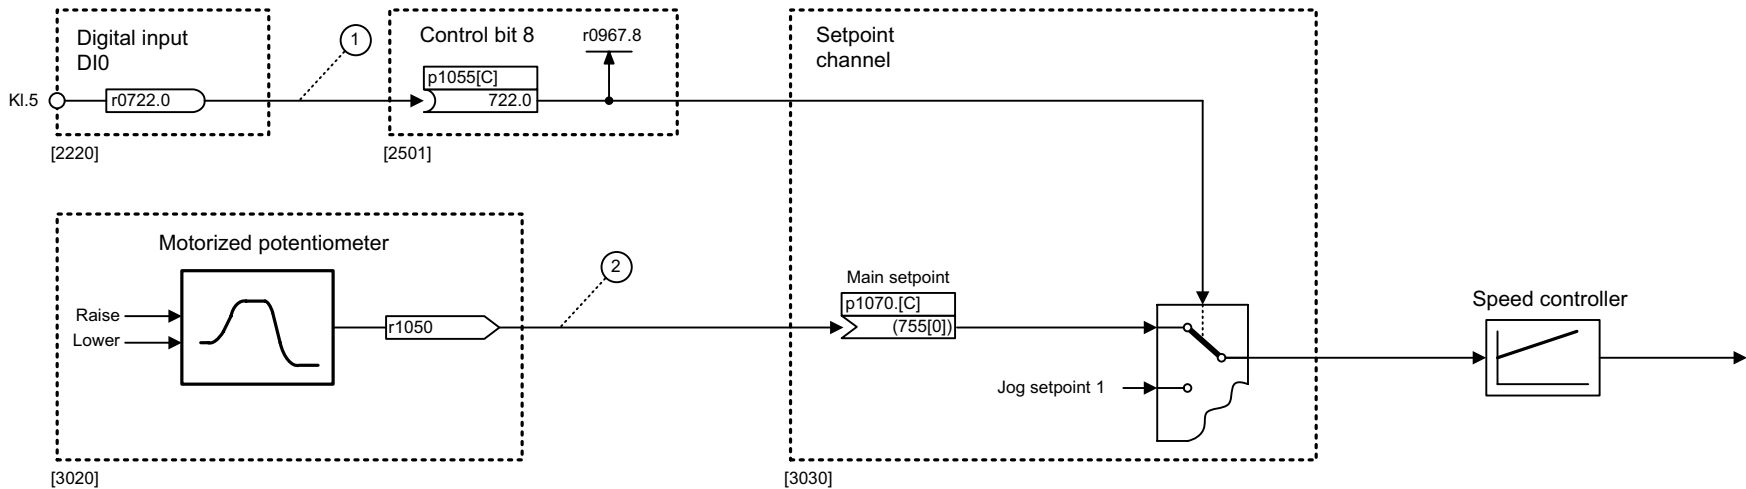 Digital input
DI0
1
Control bit 8
r0967.8
Setpoint
channel
p1055[C]
Kl.5
r0722.0
722.0
[2220]
[2501]
Motorized potentiometer
2
Main setpoint
p1070.[C]
Speed controller
Raise
r1050
(755[0])
Lower
Jog setpoint 1
[3020]
[3030]